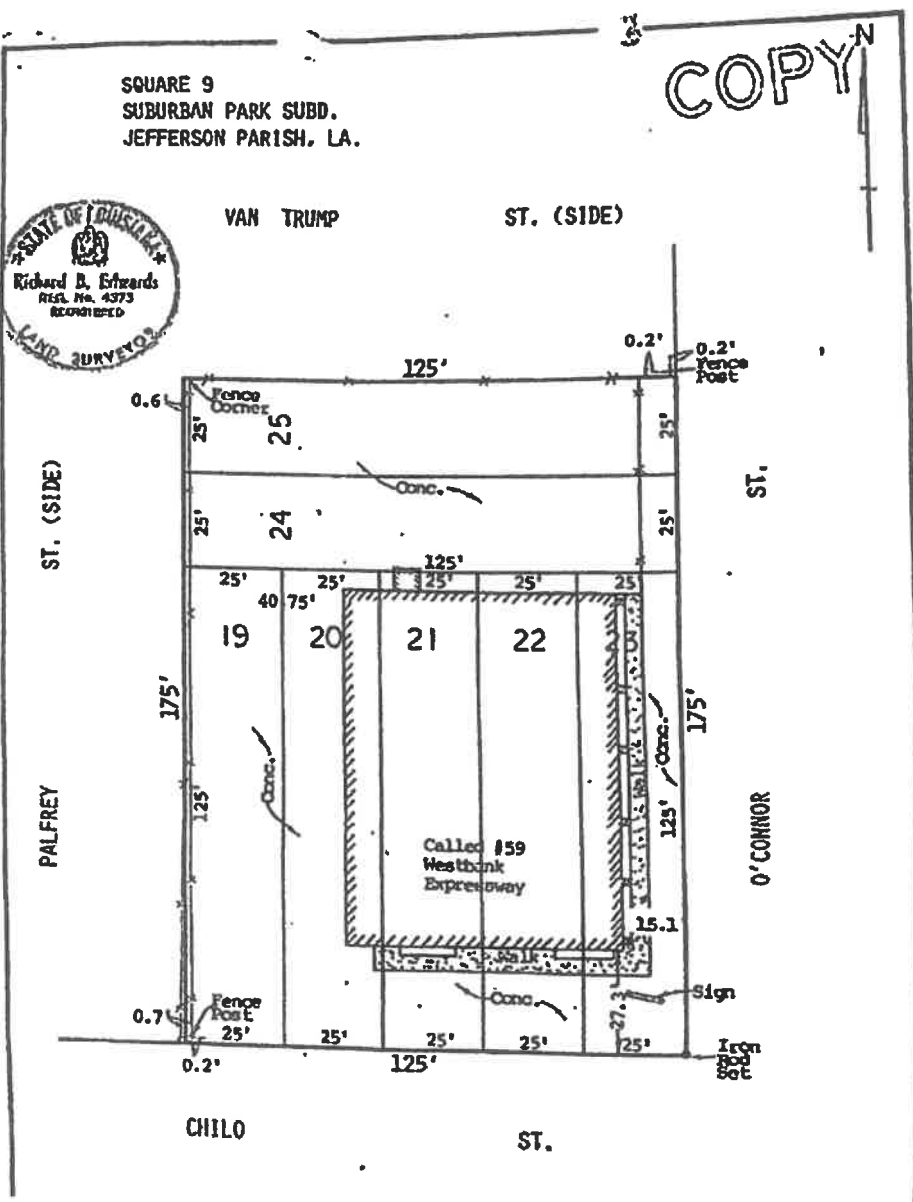 COPY
N
SQUARE 9
SUBURBAN PARK SUBD.
JEFFERSON PARISH, LA.
VAN TRUMP ST. (SIDE)
STATE OF LOUISIANA
Richard B. Edwards
REG. No. 4373
REGISTERED
LAND SURVEYOR
0.2'
0.2'
Fence
Post
125'
0.6
Fence
Corner
25'
25
25'
Conc.
25'
24
25'
125'
25' 25' 25' 25' 25
40.75'
19 20 21 22 23
ST. (SIDE)
PALFREY
ST.
O'CONNOR
175'
125'
Conc.
Walk
Conc.
125'
175'
Called #59
Westbank
Expressway
15.1
Walk
Conc.
27.3
Sign
0.7
Fence
Post
25' 25' 25' 25' 25'
0.2'
125'
Iron
Rod
Set
CHILO ST.